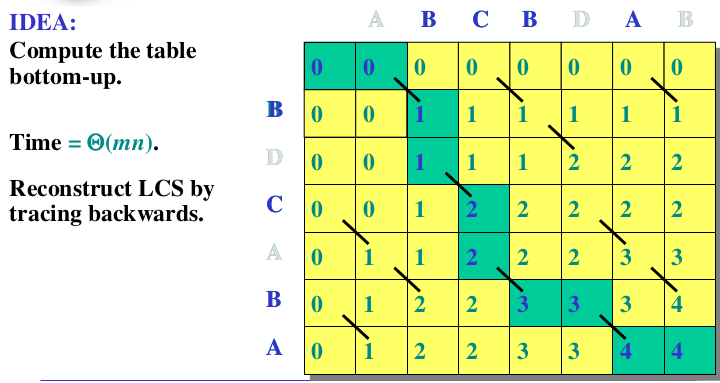 IDEA:
Compute the table
bottom-up.
Time = Θ(mn).
Reconstruct LCS by
tracing backwards.
A B C B D A B
0 0 0 0 0 0 0 0
B 0 0 1 1 1 1 1 1
D 0 0 1 1 1 2 2 2
C 0 0 1 2 2 2 2 2
A 0 1 1 2 2 2 3 3
B 0 1 2 2 3 3 3 4
A 0 1 2 2 3 3 4 4